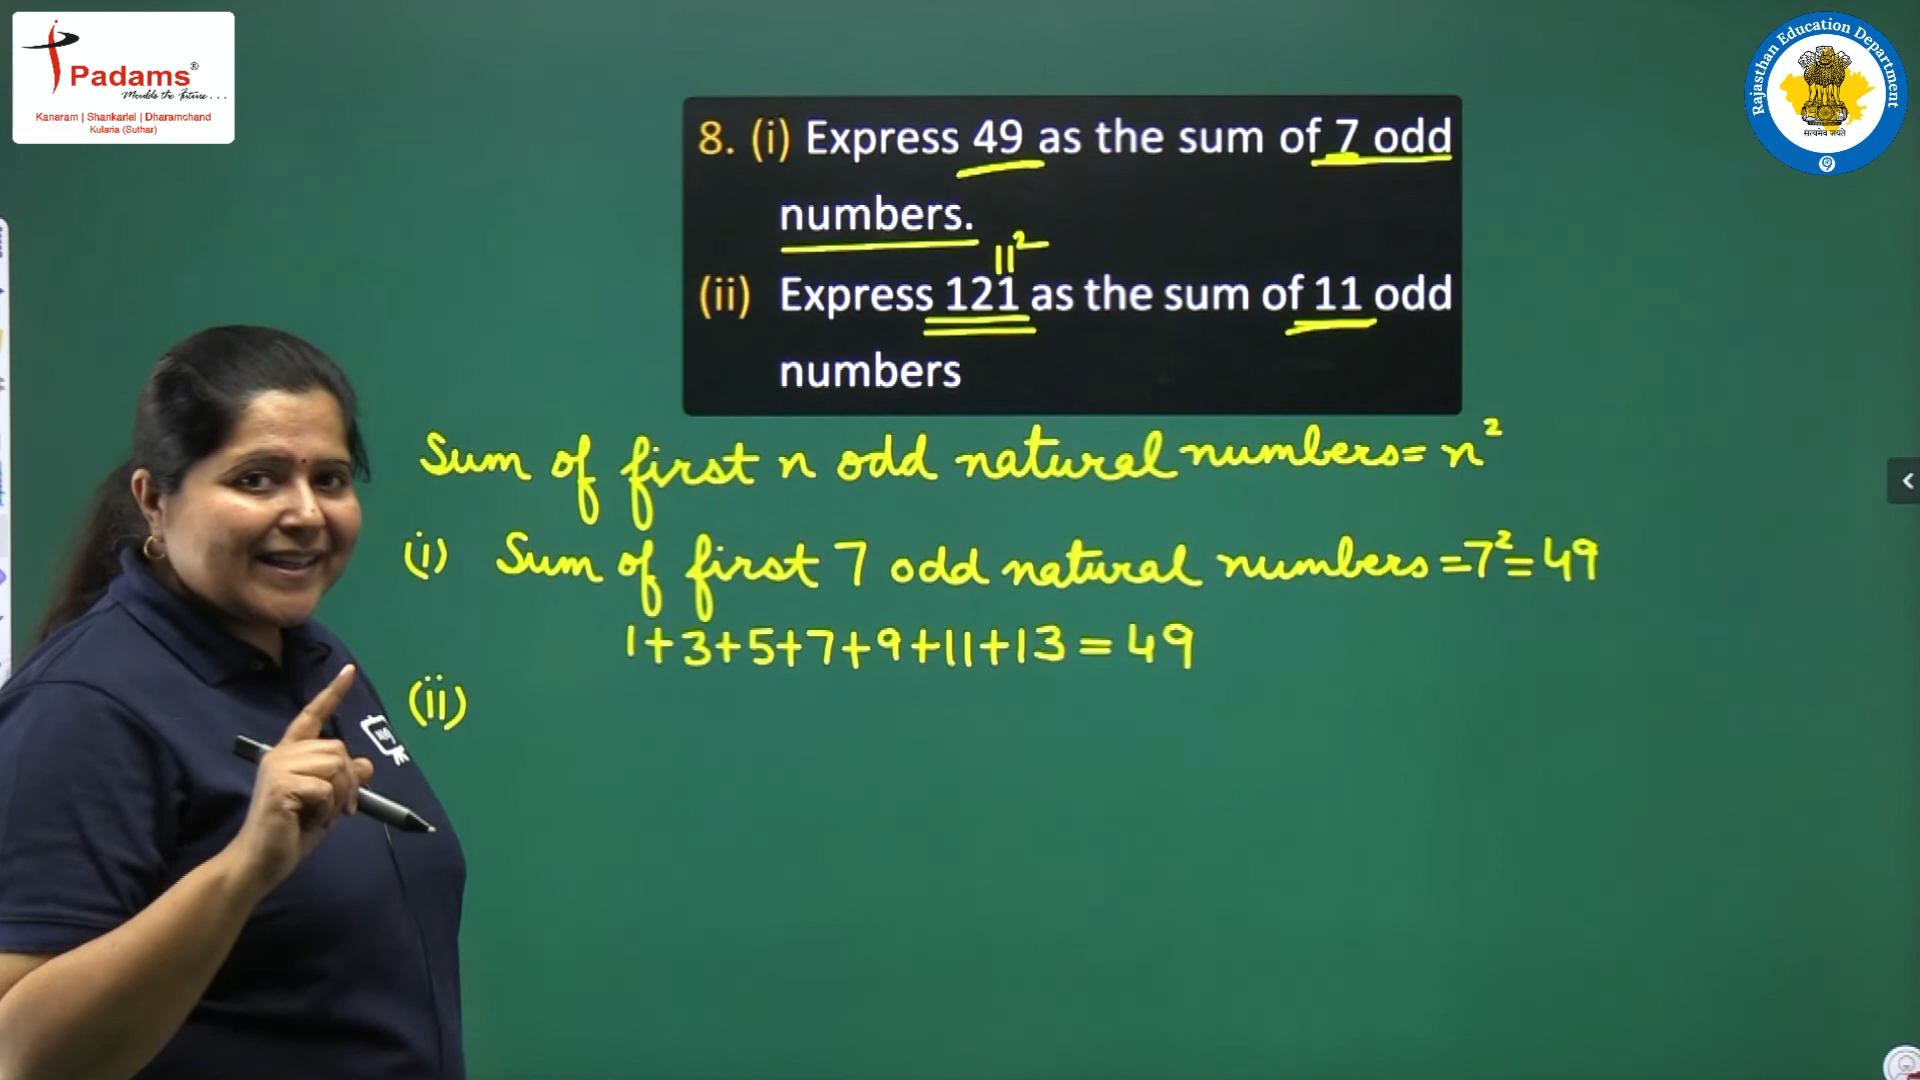 Padams®
Moulds the Future...
Kanaram | Shankarlal | Dharamchand
Kularia (Suthar)
Rajasthan Education Department
सत्यमेव जयते
8. (i) Express 49 as the sum of 7 odd
numbers.
11²
(ii) Express 121 as the sum of 11 odd
numbers
Sum of first n odd natural numbers = n²
(i) Sum of first 7 odd natural numbers = 7² = 49
1+3+5+7+9+11+13 = 49
(ii)